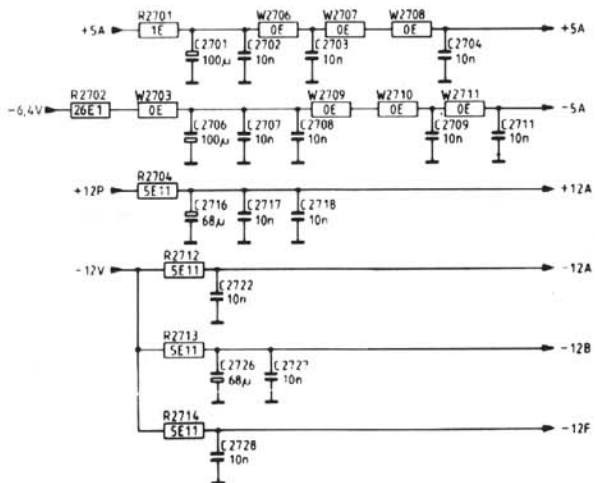 R2701 W2706 W2707 W2708
+5A 1E 0E 0E 0E +5A
C2701 C2702 C2703 C2704
100µ 10n 10n 10n
R2702 W2703 W2709 W2710 W2711
-6,4V 26E1 0E 0E 0E 0E -5A
C2706 C2707 C2708 C2709 C2711
100µ 10n 10n 10n 10n
R2704
+12P 5E11 +12A
C2716 C2717 C2718
68µ 10n 10n
R2712
-12V 5E11 -12A
C2722
10n
R2713
5E11 -12B
C2726 C2727
68µ 10n
R2714
5E11 -12F
C2728
10n